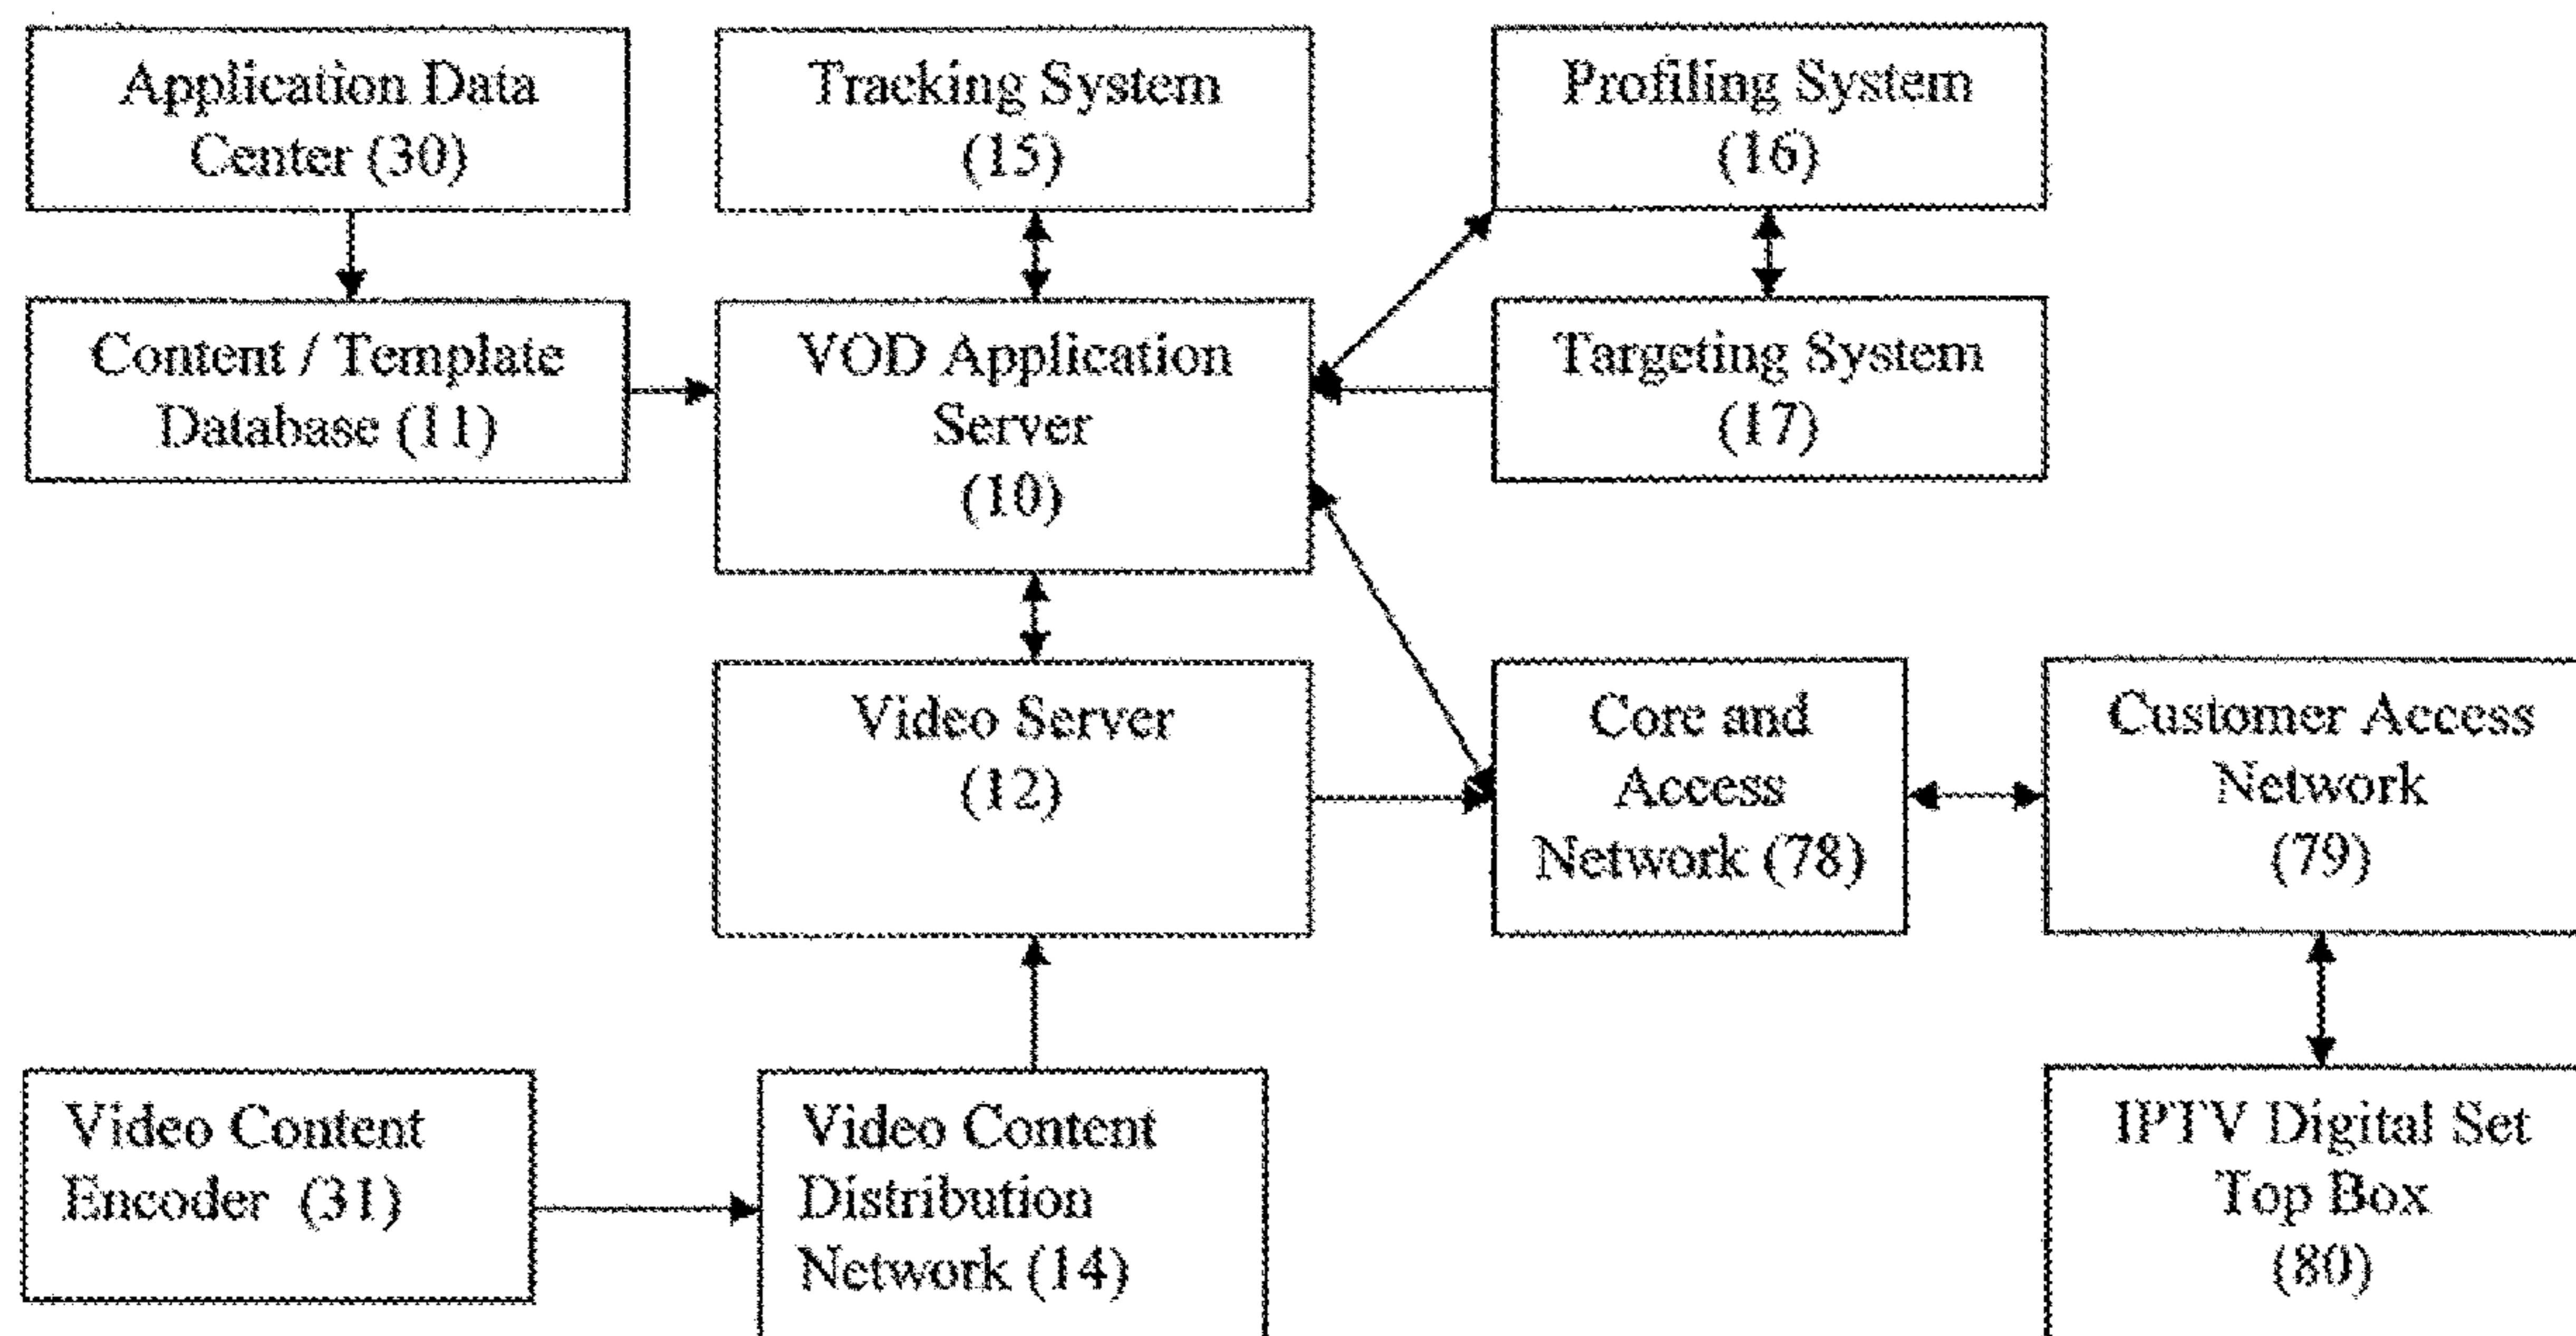 Application Data
Center (30)
Tracking System
(15)
Profiling System
(16)
Content / Template
Database (11)
VOD Application
Server
(10)
Targeting System
(17)
Video Server
(12)
Core and
Access
Network (78)
Customer Access
Network
(79)
Video Content
Encoder (31)
Video Content
Distribution
Network (14)
IPTV Digital Set
Top Box
(80)